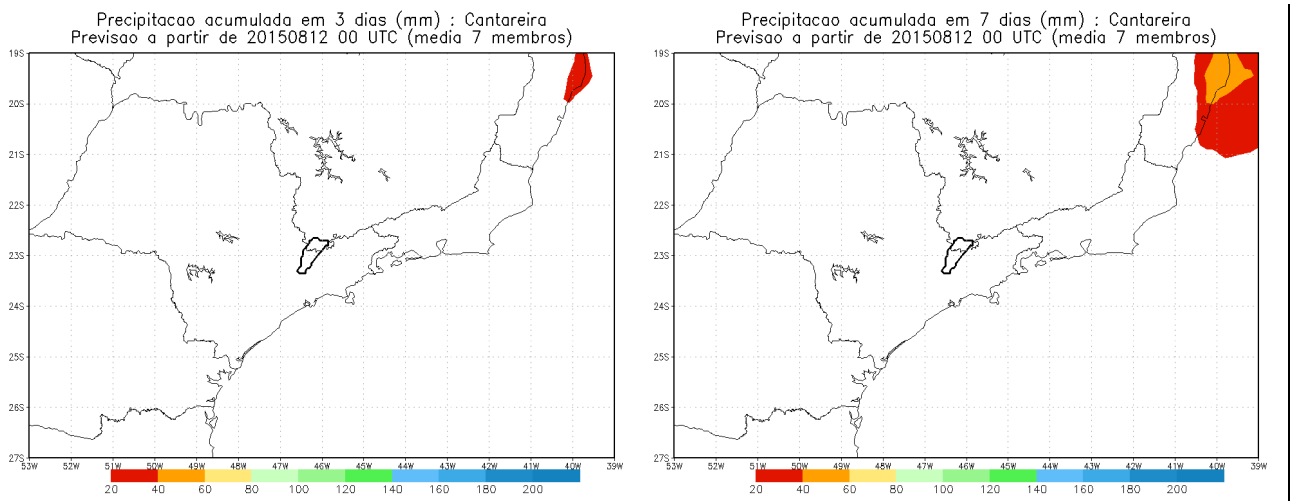 Precipitacao acumulada em 3 dias (mm) : Cantareira
Previsao a partir de 20150812 00 UTC (media 7 membros)
19S
20S
21S
22S
23S
24S
25S
26S
27S
53W 52W 51W 50W 49W 48W 47W 46W 45W 44W 43W 42W 41W 40W 39W
20 40 60 80 100 120 140 160 180 200
Precipitacao acumulada em 7 dias (mm) : Cantareira
Previsao a partir de 20150812 00 UTC (media 7 membros)
19S
20S
21S
22S
23S
24S
25S
26S
27S
53W 52W 51W 50W 49W 48W 47W 46W 45W 44W 43W 42W 41W 40W 39W
20 40 60 80 100 120 140 160 180 200